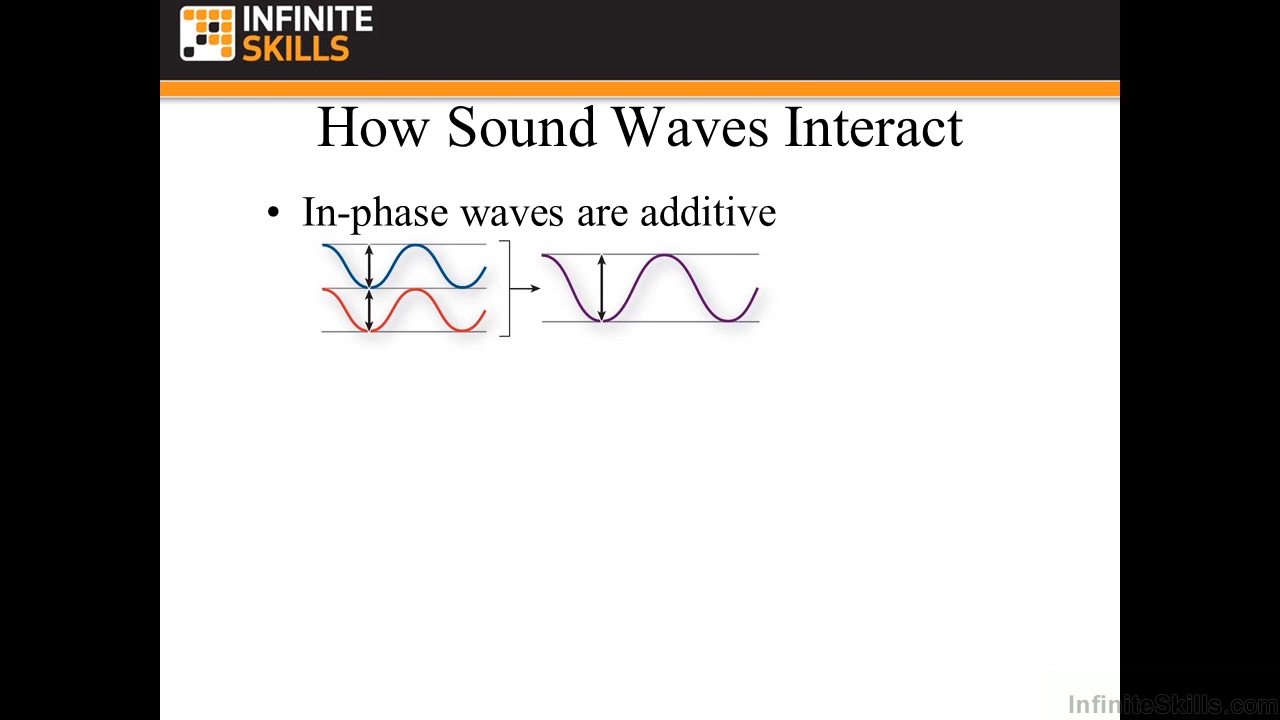 INFINITE
SKILLS
How Sound Waves Interact
• In-phase waves are additive
InfiniteSkills.com